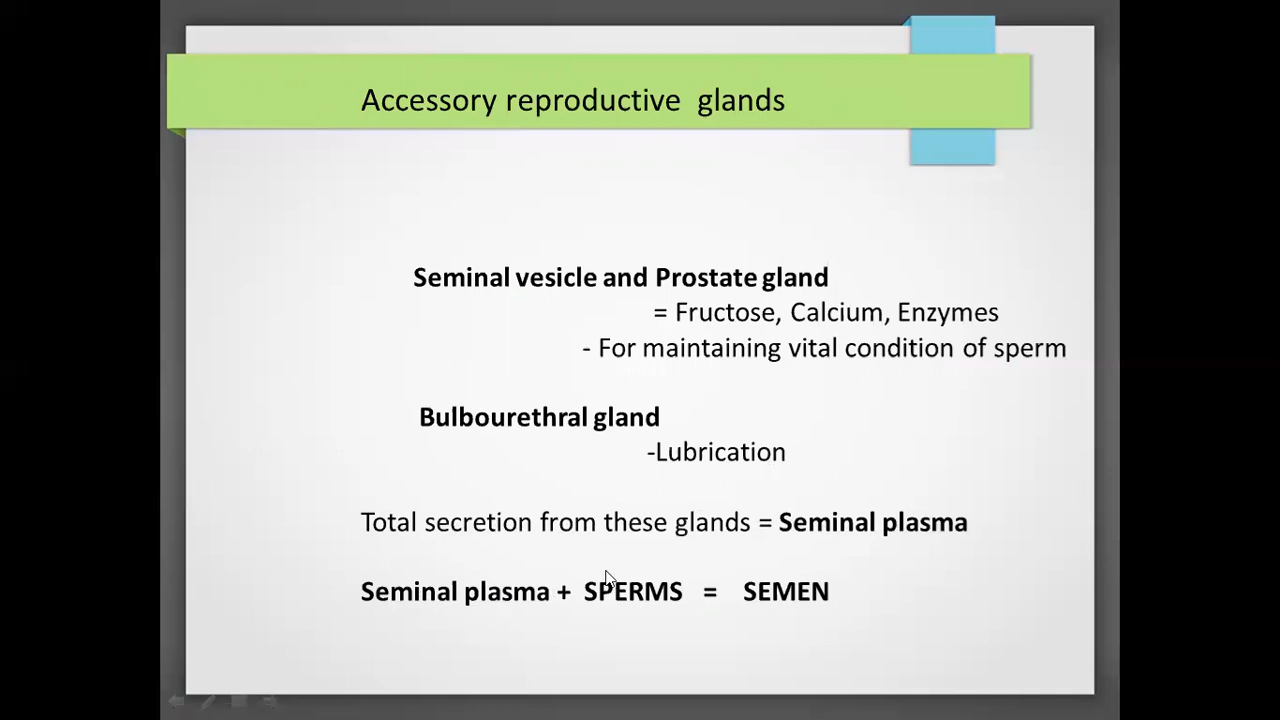 Accessory reproductive glands
Seminal vesicle and Prostate gland
= Fructose, Calcium, Enzymes
- For maintaining vital condition of sperm
Bulbourethral gland
-Lubrication
Total secretion from these glands = Seminal plasma
Seminal plasma + SPERMS = SEMEN